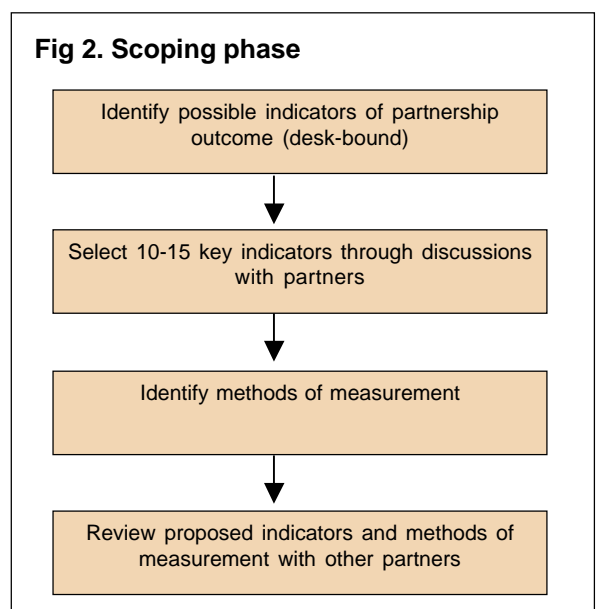 Fig 2. Scoping phase
Identify possible indicators of partnership
outcome (desk-bound)
Select 10-15 key indicators through discussions
with partners
Identify methods of measurement
Review proposed indicators and methods of
measurement with other partners